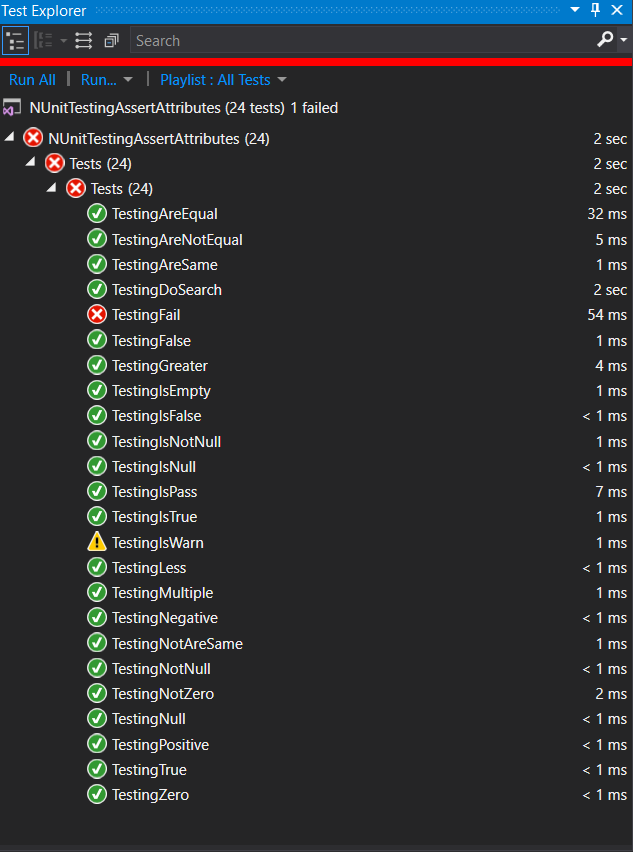 Test Explorer
Search
Run All | Run... | Playlist : All Tests
NUnitTestingAssertAttributes (24 tests) 1 failed
NUnitTestingAssertAttributes (24) 2 sec
Tests (24) 2 sec
Tests (24) 2 sec
TestingAreEqual 32 ms
TestingAreNotEqual 5 ms
TestingAreSame 1 ms
TestingDoSearch 2 sec
TestingFail 54 ms
TestingFalse 1 ms
TestingGreater 4 ms
TestingIsEmpty 1 ms
TestingIsFalse < 1 ms
TestingIsNotNull 1 ms
TestingIsNull < 1 ms
TestingIsPass 7 ms
TestingIsTrue 1 ms
TestingIsWarn 1 ms
TestingLess < 1 ms
TestingMultiple 1 ms
TestingNegative < 1 ms
TestingNotAreSame 1 ms
TestingNotNull < 1 ms
TestingNotZero 2 ms
TestingNull < 1 ms
TestingPositive < 1 ms
TestingTrue < 1 ms
TestingZero < 1 ms